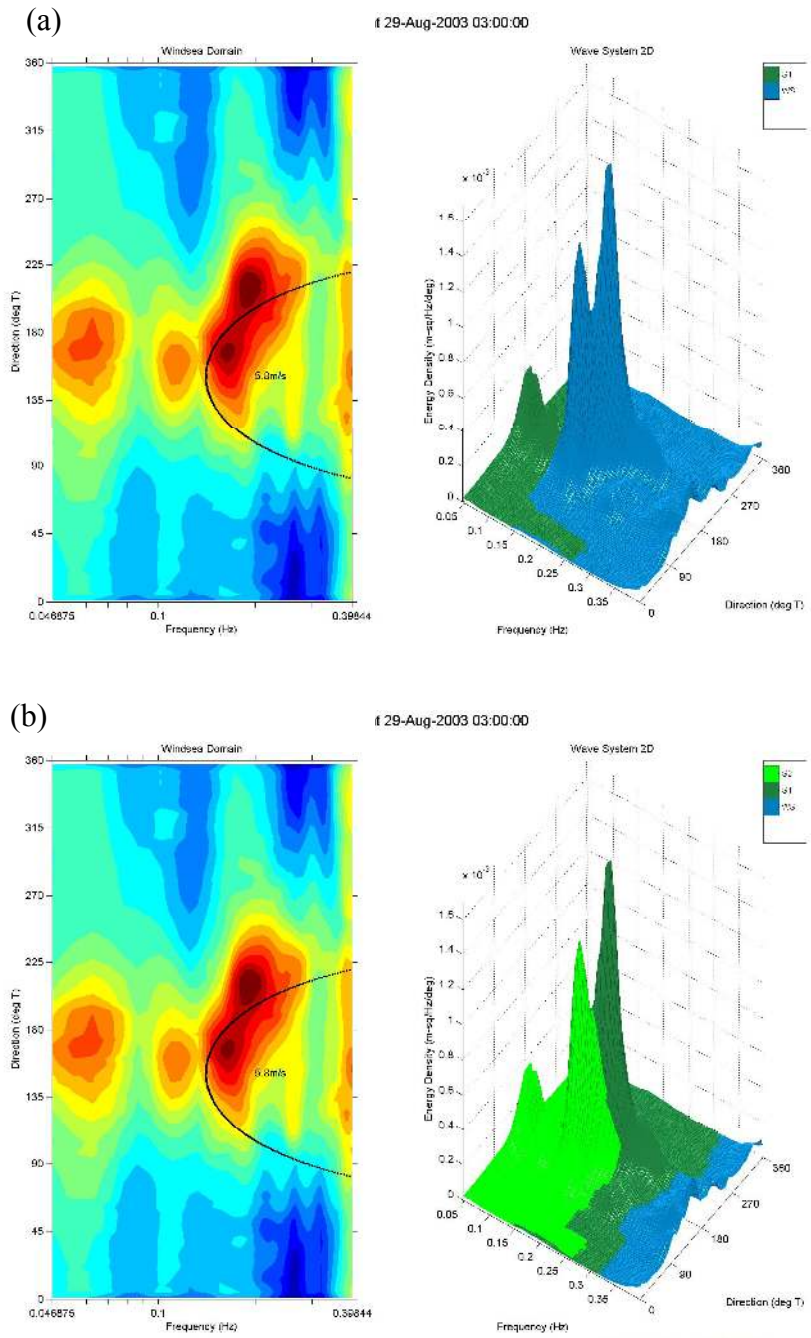 (a)
t 29-Aug-2003 03:00:00
Windsea Domain
360
315
270
225
180
135
90
45
0
Direction (deg T)
5.8m/s
0.046875
0.1
0.39844
Frequency (Hz)
Wave System 2D
S1
WS
x 10
1.6
1.4
1.2
1
0.8
0.6
0.4
0.2
0
Energy Density (m-sq/Hz/deg)
0.05
0.1
0.15
0.2
0.25
0.3
0.35
Frequency (Hz)
0
90
180
270
360
Direction (deg T)
(b)
t 29-Aug-2003 03:00:00
Windsea Domain
360
315
270
225
180
135
90
45
0
Direction (deg T)
5.8m/s
0.046875
0.1
0.39844
Frequency (Hz)
Wave System 2D
S1
WS
x 10
1.4
1.2
1
0.8
0.6
0.4
0.2
0
Energy Density (m-sq/Hz/deg)
0.05
0.1
0.15
0.2
0.25
0.3
0.35
Frequency (Hz)
0
90
180
270
360
Direction (deg T)